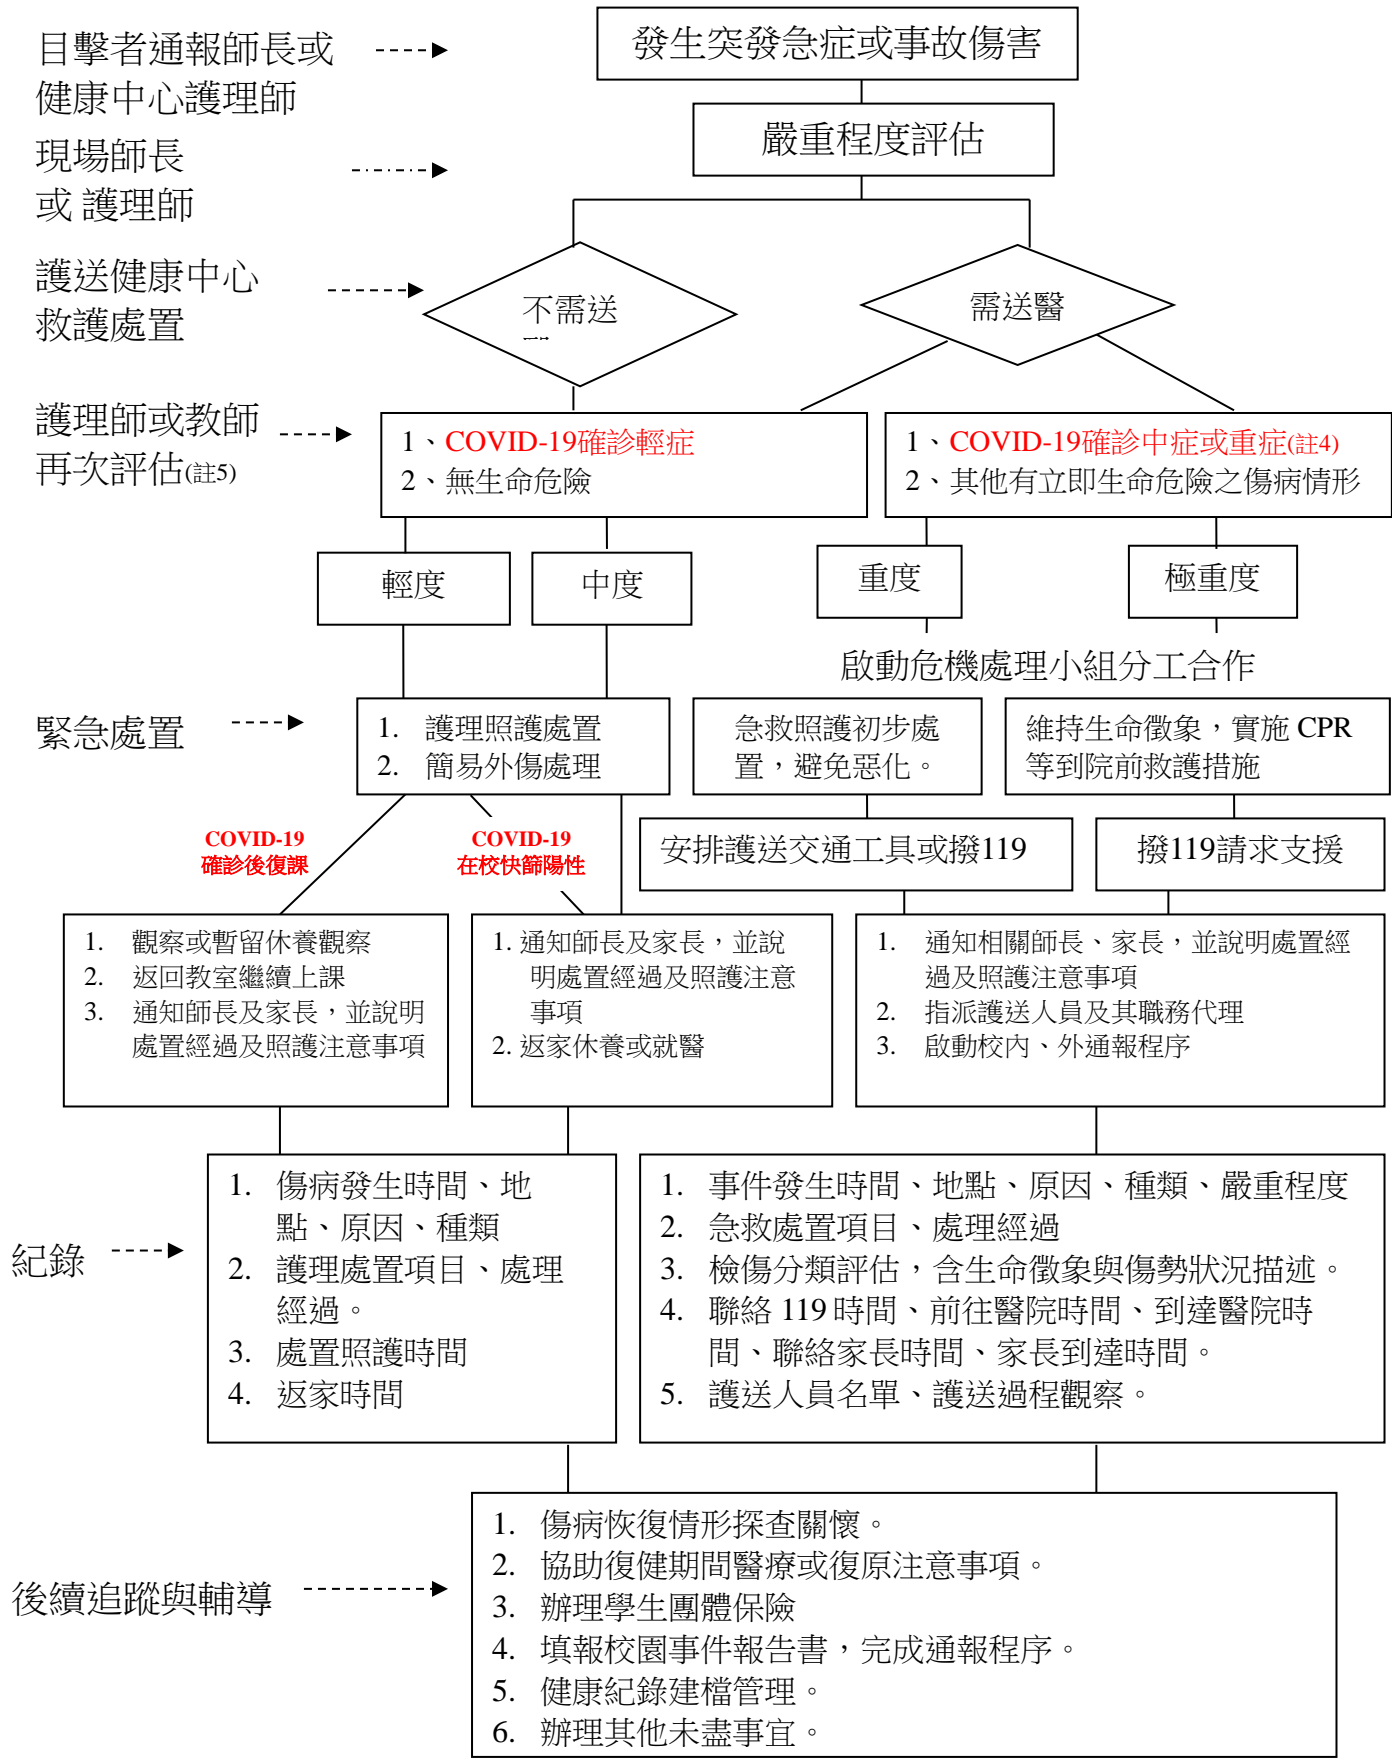 目擊者通報師長或
健康中心護理師
發生突發急症或事故傷害
嚴重程度評估
現場師長
或 護理師
護送健康中心
救護處置
不需送
需送醫
護理師或教師
再次評估(註5)
1、COVID-19確診輕症
2、無生命危險
1、COVID-19確診中症或重症(註4)
2、其他有立即生命危險之傷病情形
輕度
中度
重度
極重度
啟動危機處理小組分工合作
緊急處置
1. 護理照護處置
2. 簡易外傷處理
急救照護初步處
置，避免惡化。
維持生命徵象，實施 CPR
等到院前救護措施
COVID-19
確診後復課
COVID-19
在校快篩陽性
安排護送交通工具或撥119
撥119請求支援
1. 觀察或暫留休養觀察
2. 返回教室繼續上課
3. 通知師長及家長，並說明
處置經過及照護注意事項
1. 通知師長及家長，並說
明處置經過及照護注意
事項
2. 返家休養或就醫
1. 通知相關師長、家長，並說明處置經
過及照護注意事項
2. 指派護送人員及其職務代理
3. 啟動校內、外通報程序
紀錄
1. 傷病發生時間、地
點、原因、種類
2. 護理處置項目、處理
經過。
3. 處置照護時間
4. 返家時間
1. 事件發生時間、地點、原因、種類、嚴重程度
2. 急救處置項目、處理經過
3. 檢傷分類評估，含生命徵象與傷勢狀況描述。
4. 聯絡 119 時間、前往醫院時間、到達醫院時
間、聯絡家長時間、家長到達時間。
5. 護送人員名單、護送過程觀察。
後續追蹤與輔導
1. 傷病恢復情形探查關懷。
2. 協助復健期間醫療或復原注意事項。
3. 辦理學生團體保險
4. 填報校園事件報告書，完成通報程序。
5. 健康紀錄建檔管理。
6. 辦理其他未盡事宜。